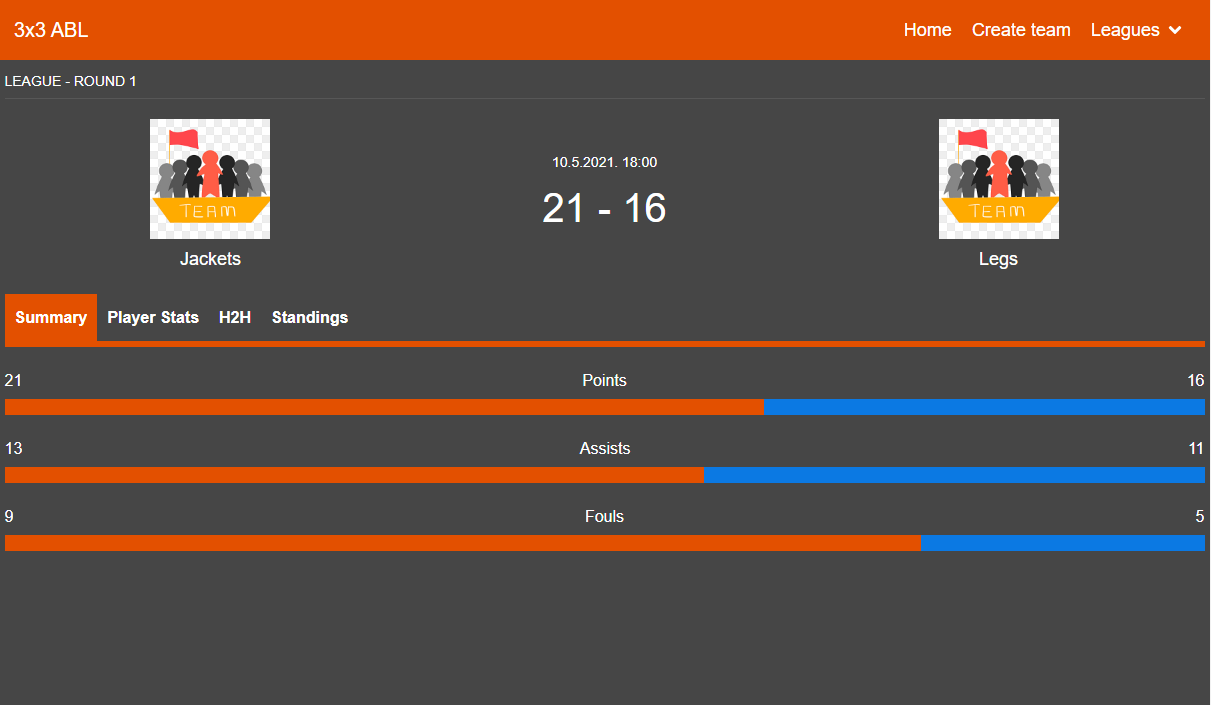 3x3 ABL Home Create team Leagues
LEAGUE - ROUND 1
TEAM
Jackets
10.5.2021. 18:00
21 - 16
TEAM
Legs
Summary Player Stats H2H Standings
21 Points 16
13 Assists 11
9 Fouls 5